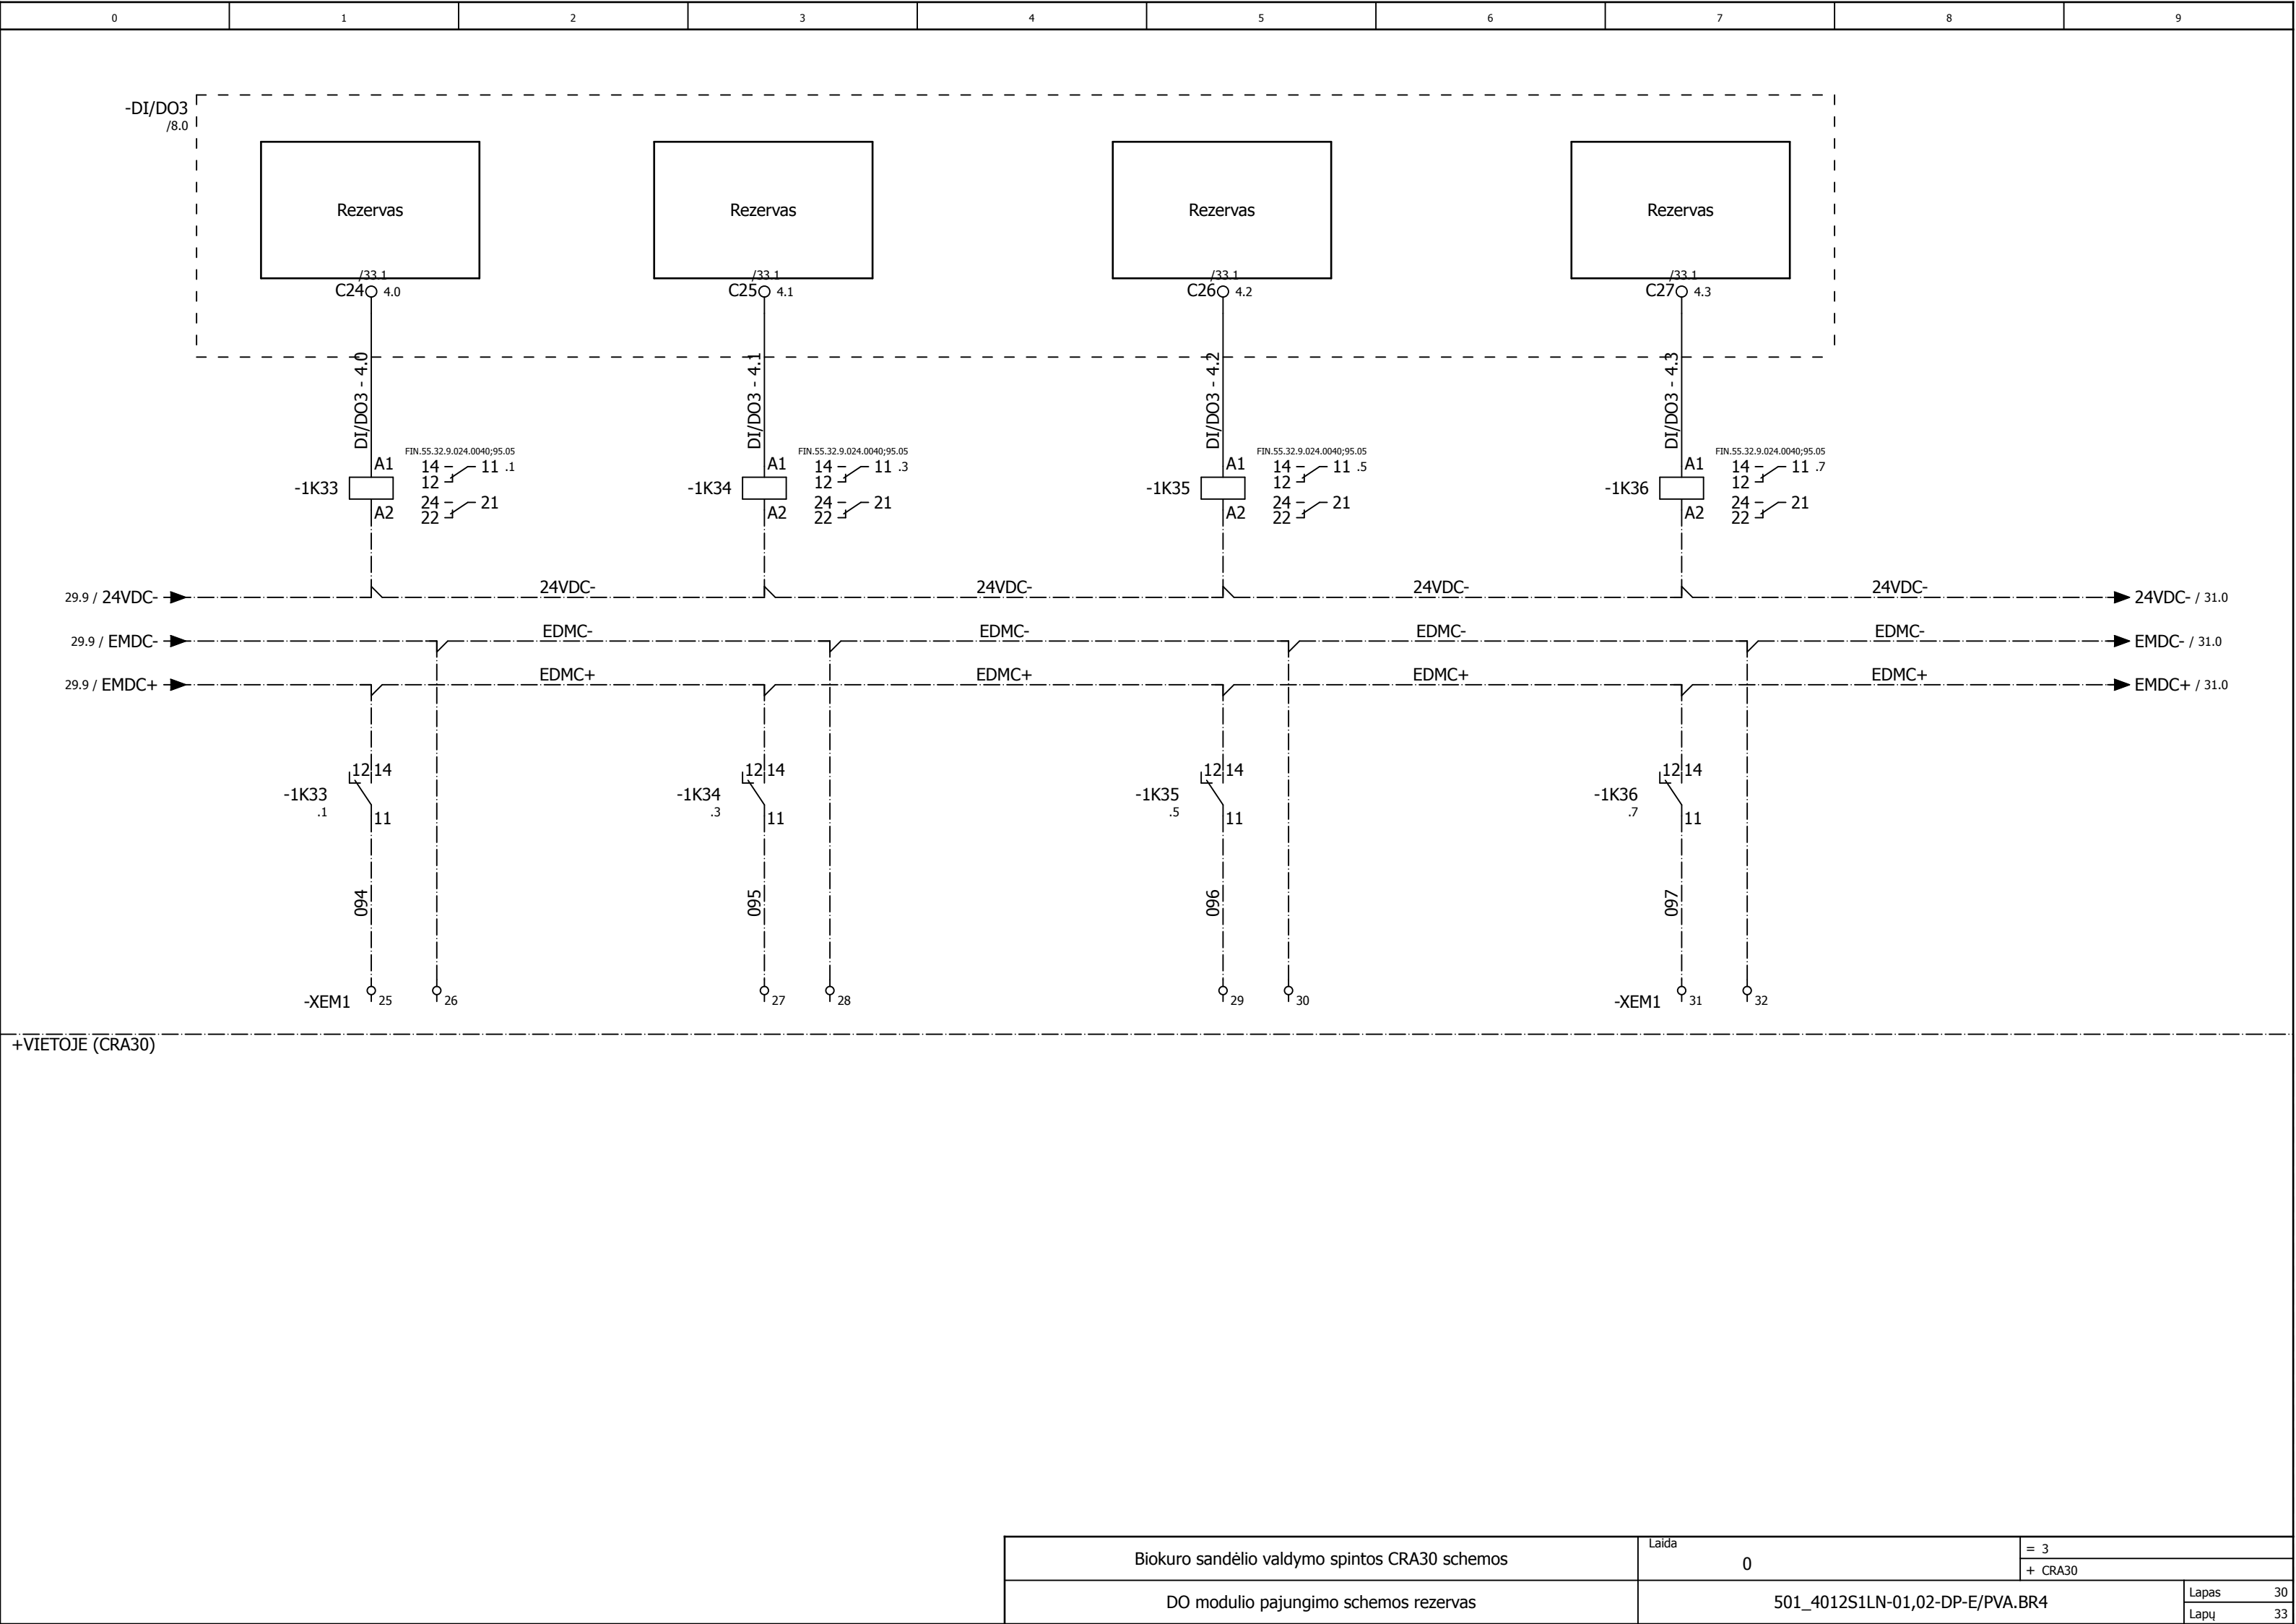 0 1 2 3 4 5 6 7 8 9
-DI/DO3
/8.0
Rezervas Rezervas Rezervas Rezervas
/33.1 /33.1 /33.1 /33.1
C24 4.0 C25 4.1 C26 4.2 C27 4.3
DI/DO3 - 4.0 DI/DO3 - 4.1 DI/DO3 - 4.2 DI/DO3 - 4.3
FIN.55.32.9.024.0040;95.05 FIN.55.32.9.024.0040;95.05 FIN.55.32.9.024.0040;95.05 FIN.55.32.9.024.0040;95.05
A1 14 11 .1 A1 14 11 .3 A1 14 11 .5 A1 14 11 .7
12 12 12 12
-1K33 -1K34 -1K35 -1K36
24 21 24 21 24 21 24 21
A2 22 A2 22 A2 22 A2 22
29.9 / 24VDC- 24VDC- 24VDC- 24VDC- 24VDC- 24VDC- / 31.0
29.9 / EMDC- EDMC- EDMC- EDMC- EDMC- EMDC- / 31.0
29.9 / EMDC+ EDMC+ EDMC+ EDMC+ EDMC+ EMDC+ / 31.0
12 14 12 14 12 14 12 14
-1K33 -1K34 -1K35 -1K36
.1 .3 .5 .7
11 11 11 11
094 095 096 097
-XEM1 25 26 27 28 29 30 -XEM1 31 32
+VIETOJE (CRA30)
Biokuro sandėlio valdymo spintos CRA30 schemos
Laida
0
= 3
+ CRA30
DO modulio pajungimo schemos rezervas
501_4012S1LN-01,02-DP-E/PVA.BR4
Lapas 30
Lapų 33